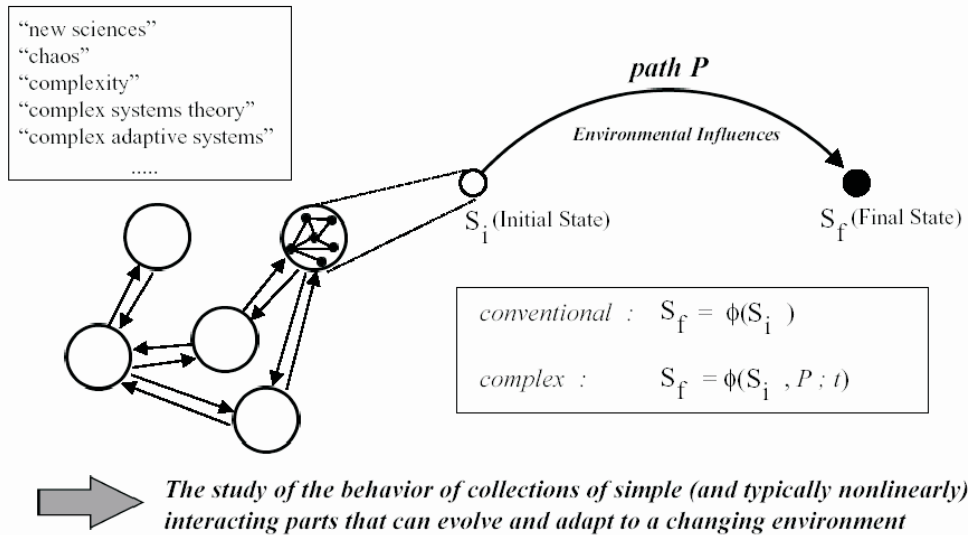 “new sciences”
“chaos”
“complexity”
“complex systems theory”
“complex adaptive systems”
.....
path P
Environmental Influences
Si (Initial State)
Sf (Final State)
conventional : Sf = ϕ(Si )
complex : Sf = ϕ(Si , P ; t)
The study of the behavior of collections of simple (and typically nonlinearly)
interacting parts that can evolve and adapt to a changing environment